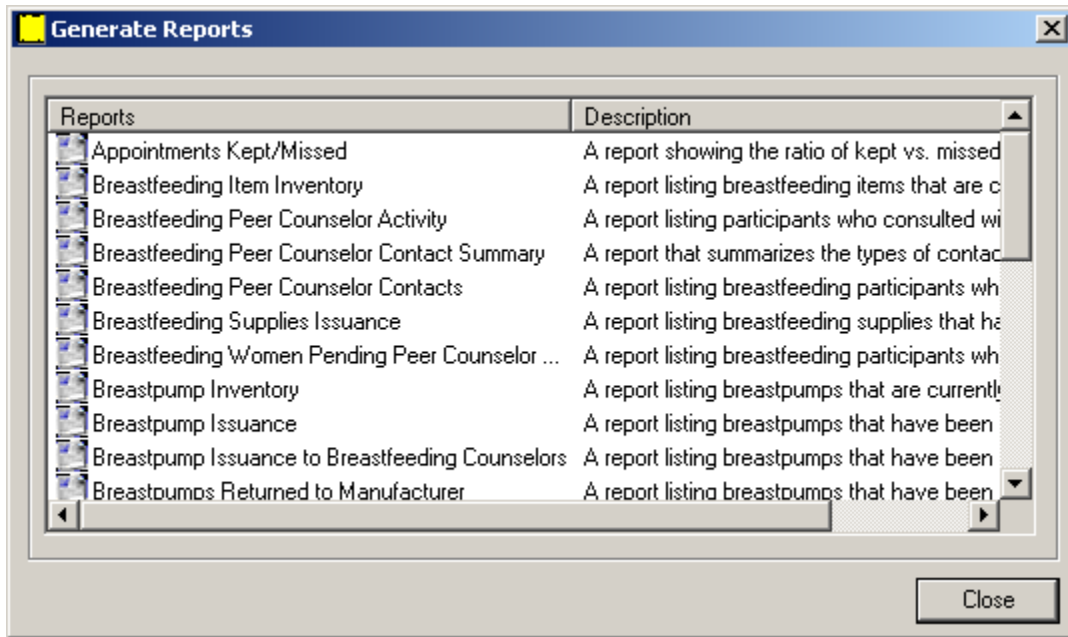 Generate Reports
Reports Description
Appointments Kept/Missed A report showing the ratio of kept vs. missed
Breastfeeding Item Inventory A report listing breastfeeding items that are c
Breastfeeding Peer Counselor Activity A report listing participants who consulted wi
Breastfeeding Peer Counselor Contact Summary A report that summarizes the types of contac
Breastfeeding Peer Counselor Contacts A report listing breastfeeding participants wh
Breastfeeding Supplies Issuance A report listing breastfeeding supplies that ha
Breastfeeding Women Pending Peer Counselor ... A report listing breastfeeding participants wh
Breastpump Inventory A report listing breastpumps that are currently
Breastpump Issuance A report listing breastpumps that have been
Breastpump Issuance to Breastfeeding Counselors A report listing breastpumps that have been
Breastpumps Returned to Manufacturer A report listing breastpumps that have been
Close